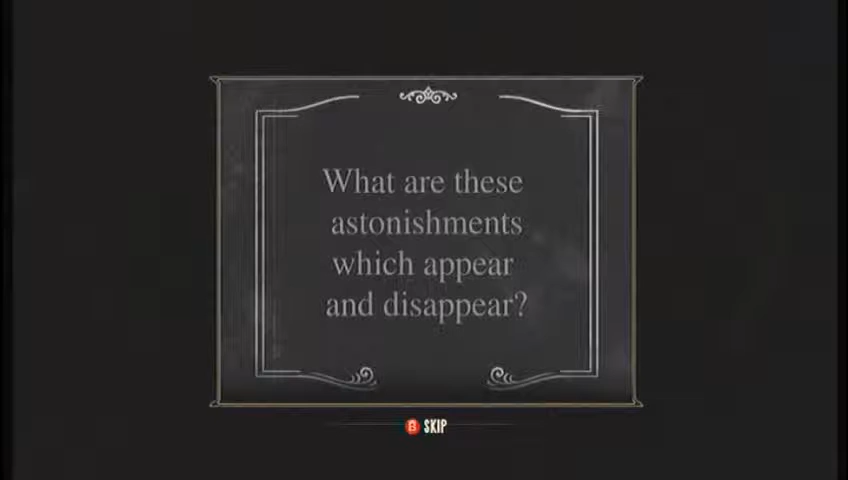 What are these
astonishments
which appear
and disappear?
B SKIP